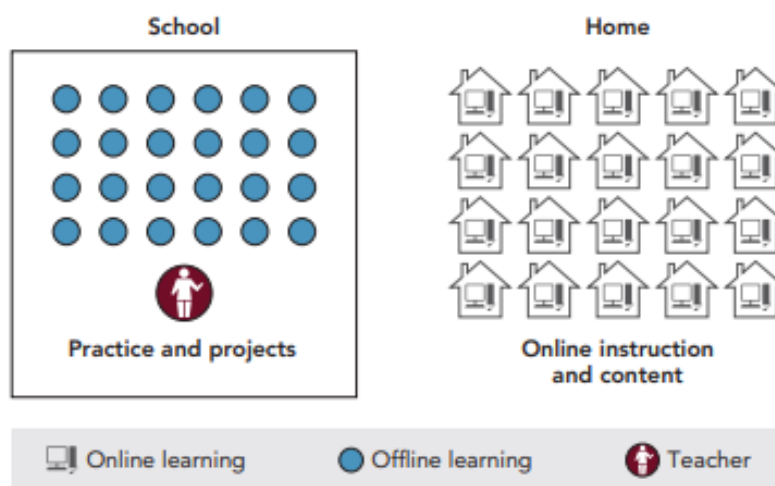 School
Home
Practice and projects
Online instruction
and content
Online learning
Offline learning
Teacher